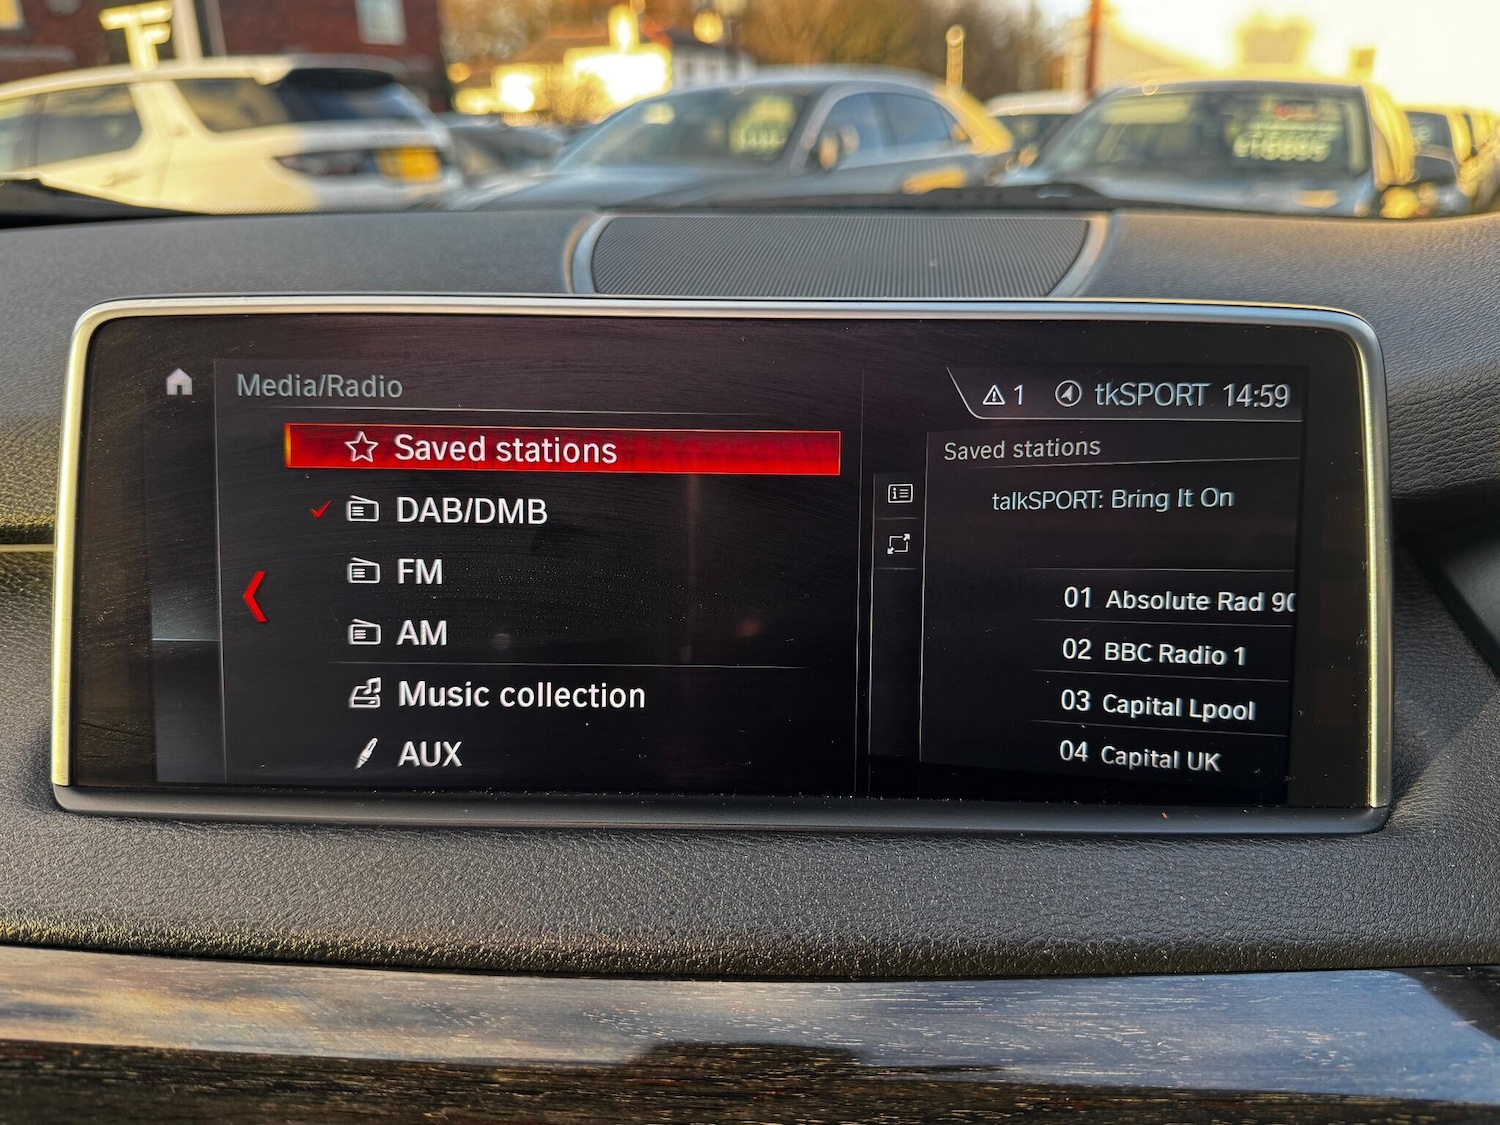 Media/Radio
1 tkSPORT 14:59
Saved stations
DAB/DMB
FM
AM
Music collection
AUX
Saved stations
talkSPORT: Bring It On
01 Absolute Rad 90
02 BBC Radio 1
03 Capital Lpool
04 Capital UK